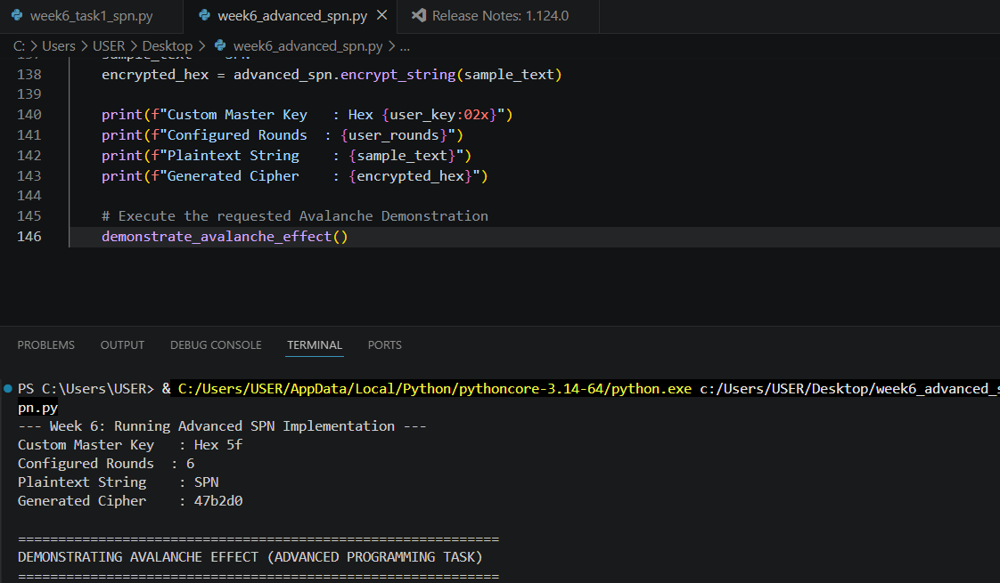 week6_task1_spn.py week6_advanced_spn.py Release Notes: 1.124.0
C: > Users > USER > Desktop > week6_advanced_spn.py > ...
138 encrypted_hex = advanced_spn.encrypt_string(sample_text)
139
140 print(f"Custom Master Key   : Hex {user_key:02x}")
141 print(f"Configured Rounds  : {user_rounds}")
142 print(f"Plaintext String    : {sample_text}")
143 print(f"Generated Cipher    : {encrypted_hex}")
144
145 # Execute the requested Avalanche Demonstration
146 demonstrate_avalanche_effect()
PROBLEMS OUTPUT DEBUG CONSOLE TERMINAL PORTS
PS C:\Users\USER> & C:/Users/USER/AppData/Local/Python/pythoncore-3.14-64/python.exe c:/Users/USER/Desktop/week6_advanced_s
pn.py
--- Week 6: Running Advanced SPN Implementation ---
Custom Master Key   : Hex 5f
Configured Rounds  : 6
Plaintext String    : SPN
Generated Cipher    : 47b2d0
============================================================
DEMONSTRATING AVALANCHE EFFECT (ADVANCED PROGRAMMING TASK)
============================================================